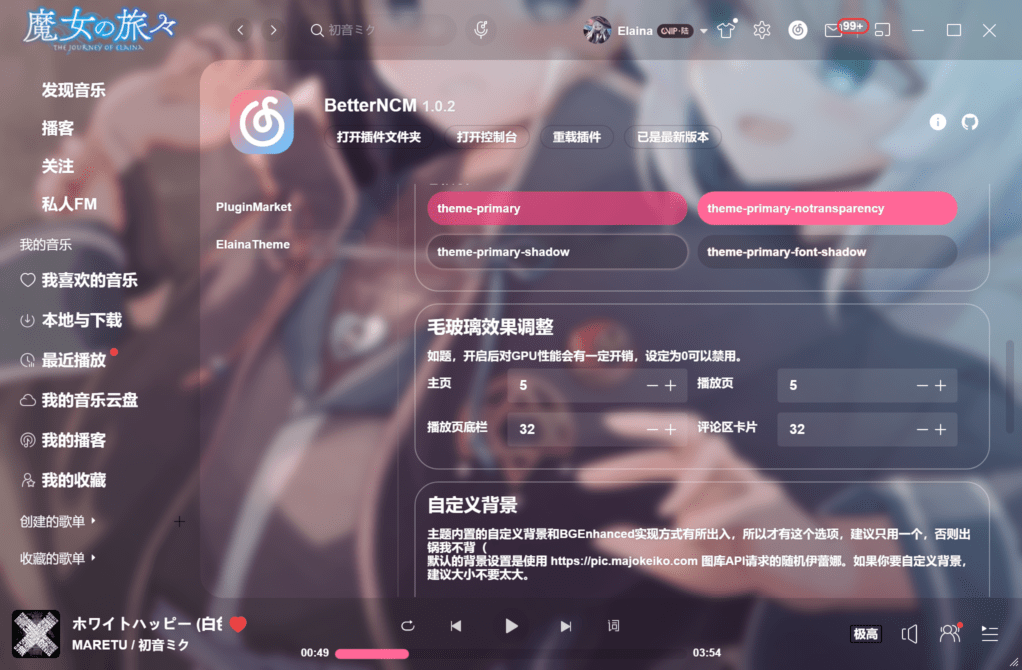 魔女の旅々
THE JOURNEY OF ELAINA
初音ミク
Elaina
CVIP·陆
99+
发现音乐
播客
关注
私人FM
我的音乐
我喜欢的音乐
本地与下载
最近播放
我的音乐云盘
我的播客
我的收藏
创建的歌单
收藏的歌单
BetterNCM 1.0.2
打开插件文件夹
打开控制台
重载插件
已是最新版本
PluginMarket
ElainaTheme
theme-primary
theme-primary-notransparency
theme-primary-shadow
theme-primary-font-shadow
毛玻璃效果调整
如题，开启后对GPU性能会有一定开销，设定为0可以禁用。
主页 5
播放页 5
播放页底栏 32
评论区卡片 32
自定义背景
主题内置的自定义背景和BGEnhanced实现方式有所出入，所以才有这个选项，建议只用一个，否则出
锅我不背（
默认的背景设置是使用 https://pic.majokeiko.com 图库API请求的随机伊蕾娜。如果你要自定义背景，
建议大小不要太大。
ホワイトハッピー (白色
MARETU / 初音ミク
词
极高
00:49
03:54